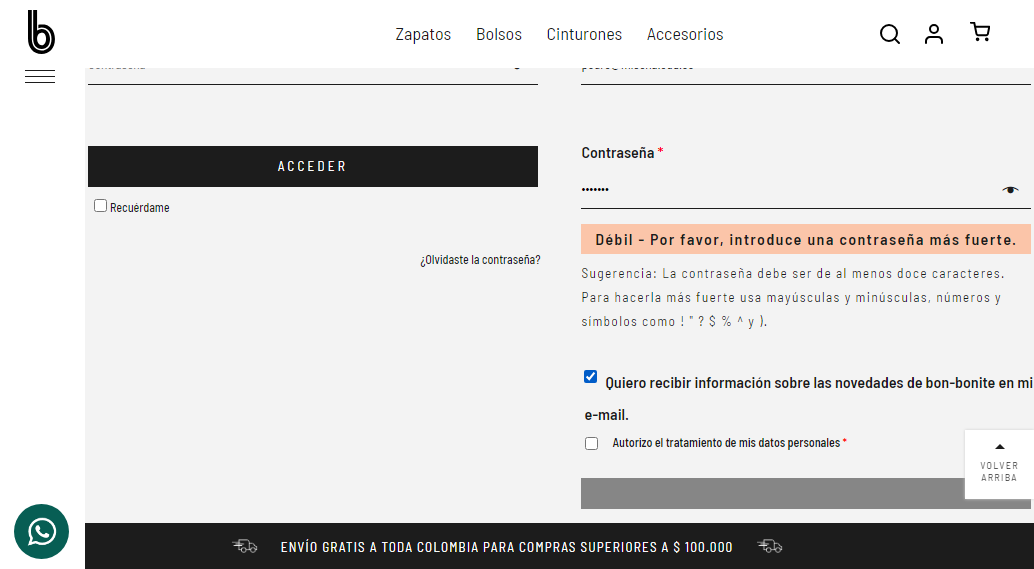 b
Zapatos Bolsos Cinturones Accesorios
ACCEDER
Recuérdame
¿Olvidaste la contraseña?
Contraseña *
•••••••
Débil - Por favor, introduce una contraseña más fuerte.
Sugerencia: La contraseña debe ser de al menos doce caracteres.
Para hacerla más fuerte usa mayúsculas y minúsculas, números y
símbolos como ! " ? $ % ^ y ).
Quiero recibir información sobre las novedades de bon-bonite en mi
e-mail.
Autorizo el tratamiento de mis datos personales *
VOLVER
ARRIBA
ENVÍO GRATIS A TODA COLOMBIA PARA COMPRAS SUPERIORES A $ 100.000